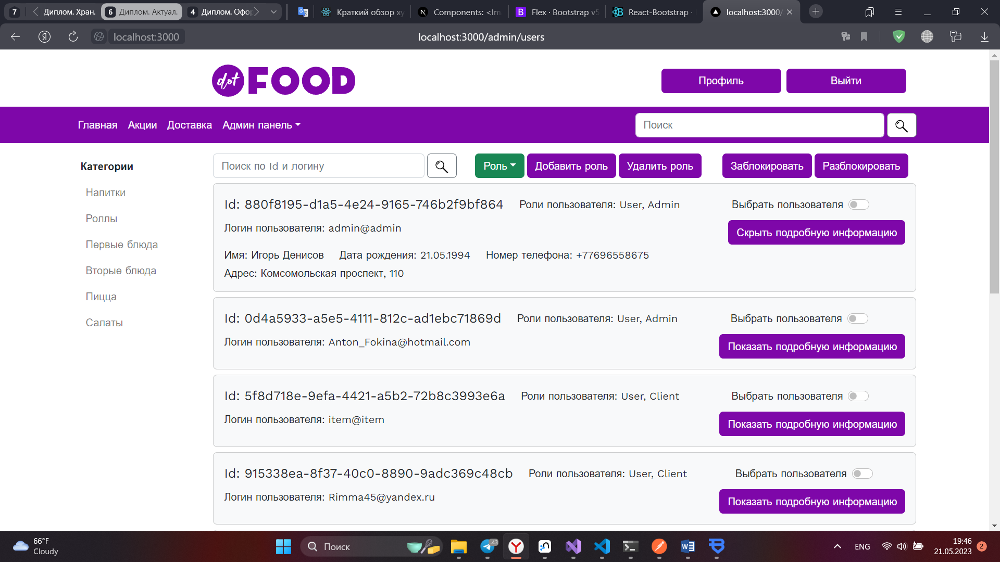 7 Диплом. Хран. 6 Диплом. Актуал. 4 Диплом. Офор Краткий обзор ху Components: <Im Flex · Bootstrap v5 React-Bootstrap · localhost:3000/
localhost:3000 localhost:3000/admin/users
dot FOOD
Профиль Выйти
Главная Акции Доставка Админ панель Поиск
Категории
Напитки
Роллы
Первые блюда
Вторые блюда
Пицца
Салаты
Поиск по Id и логину Роль Добавить роль Удалить роль Заблокировать Разблокировать
Id: 880f8195-d1a5-4e24-9165-746b2f9bf864 Роли пользователя: User, Admin Выбрать пользователя
Логин пользователя: admin@admin Скрыть подробную информацию
Имя: Игорь Денисов Дата рождения: 21.05.1994 Номер телефона: +77696558675
Адрес: Комсомольская проспект, 110
Id: 0d4a5933-a5e5-4111-812c-ad1ebc71869d Роли пользователя: User, Admin Выбрать пользователя
Логин пользователя: Anton_Fokina@hotmail.com Показать подробную информацию
Id: 5f8d718e-9efa-4421-a5b2-72b8c3993e6a Роли пользователя: User, Client Выбрать пользователя
Логин пользователя: item@item Показать подробную информацию
Id: 915338ea-8f37-40c0-8890-9adc369c48cb Роли пользователя: User, Client Выбрать пользователя
Логин пользователя: Rimma45@yandex.ru Показать подробную информацию
66°F
Cloudy
Поиск
43
ENG
19:46
21.05.2023
2